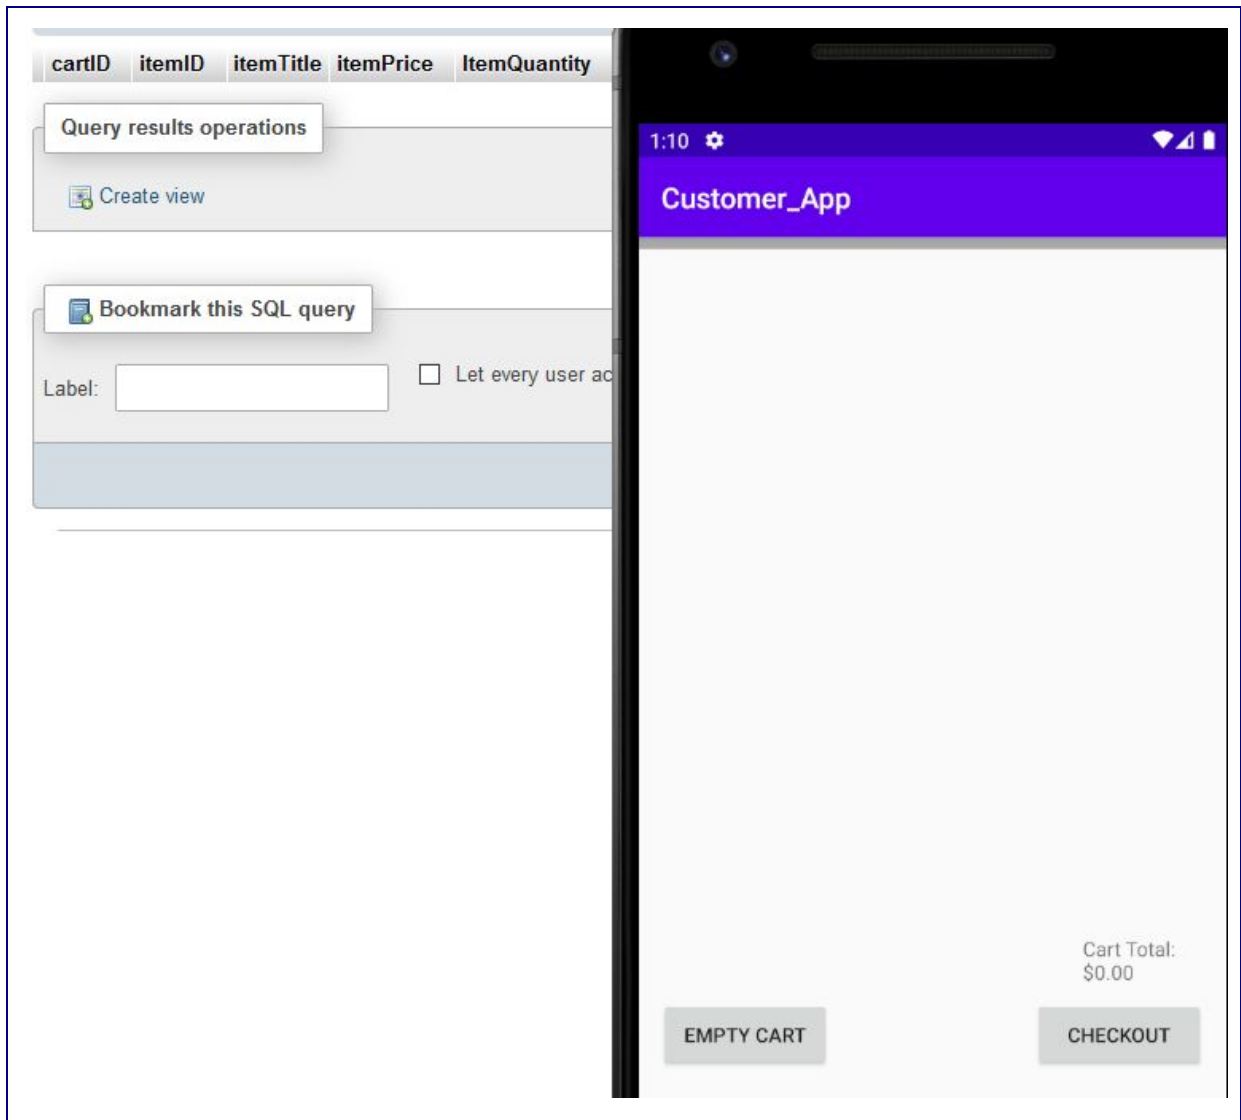 cartID itemID itemTitle itemPrice ItemQuantity
Query results operations
Create view
Bookmark this SQL query
Label:
Let every user ac
1:10
Customer_App
Cart Total:
$0.00
EMPTY CART
CHECKOUT